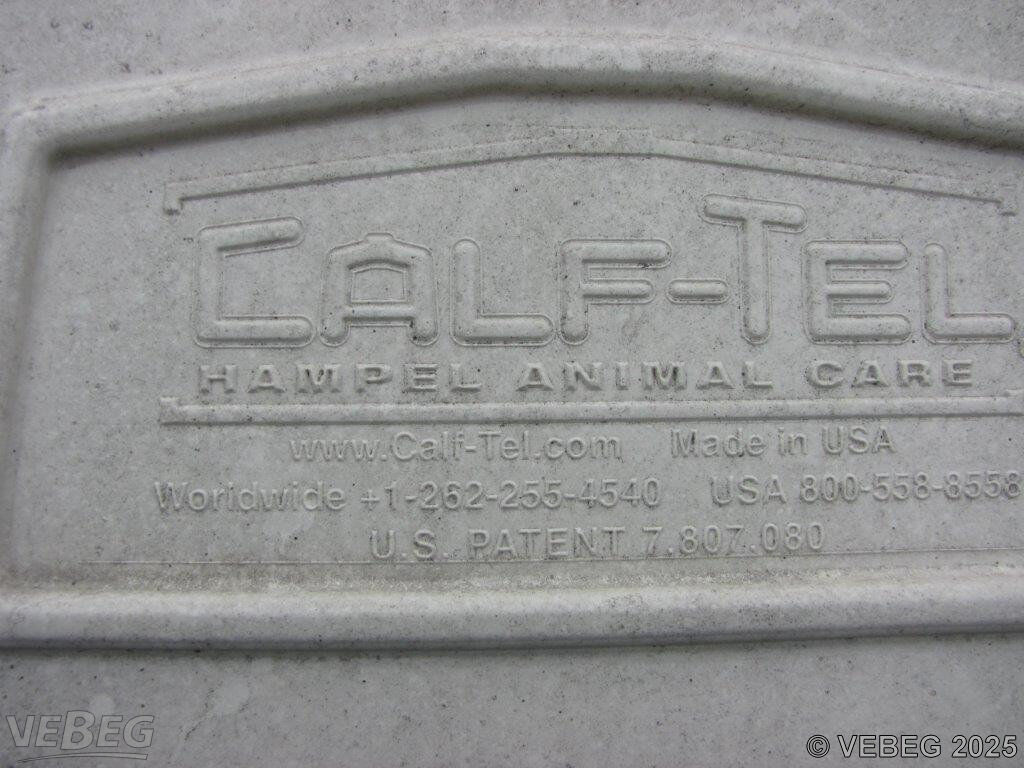 CALF-TEL
HAMPEL ANIMAL CARE
www.Calf-Tel.com Made in USA
Worldwide +1-262-255-4540 USA 800-558-8558
U.S. PATENT 7.807.080
VEBEG
© VEBEG 2025